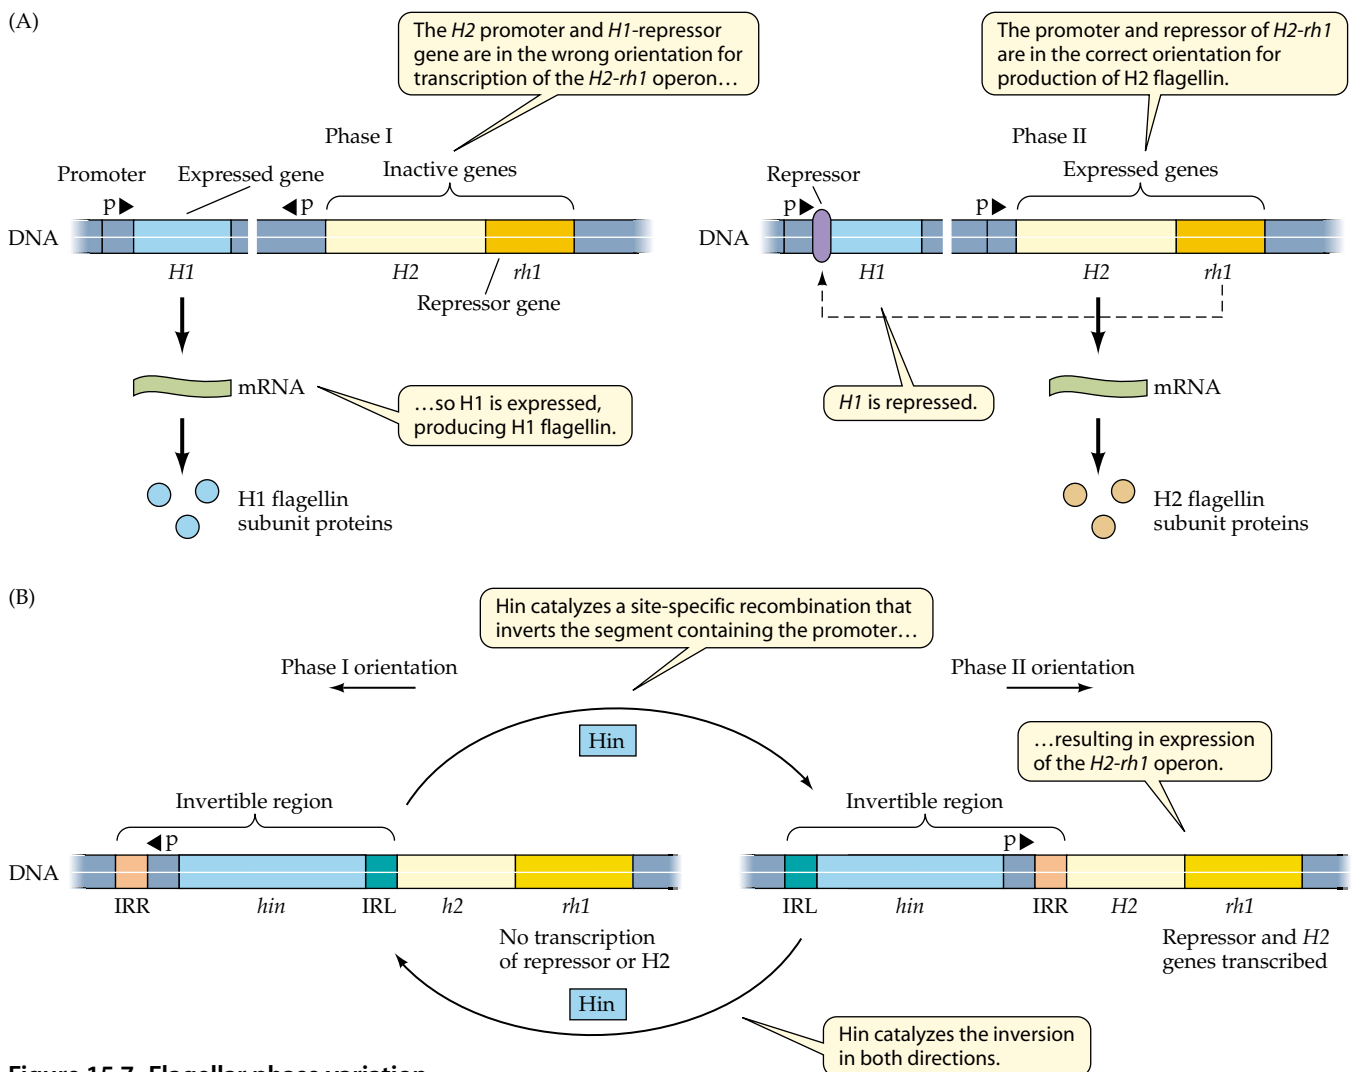 (A)
The H2 promoter and H1-repressor
gene are in the wrong orientation for
transcription of the H2-rh1 operon…
The promoter and repressor of H2-rh1
are in the correct orientation for
production of H2 flagellin.
Phase I
Phase II
Promoter
Expressed gene
Inactive genes
Repressor
Expressed genes
p
p
p
p
DNA
DNA
H1
H2
rh1
H1
H2
rh1
Repressor gene
mRNA
…so H1 is expressed,
producing H1 flagellin.
H1 is repressed.
mRNA
H1 flagellin
subunit proteins
H2 flagellin
subunit proteins
(B)
Hin catalyzes a site-specific recombination that
inverts the segment containing the promoter…
Phase I orientation
Phase II orientation
Hin
…resulting in expression
of the H2-rh1 operon.
Invertible region
Invertible region
p
p
DNA
IRR
hin
IRL
h2
rh1
IRL
hin
IRR
H2
rh1
No transcription
of repressor or H2
Repressor and H2
genes transcribed
Hin
Hin catalyzes the inversion
in both directions.
Figure 15.7 Flagellar phase variation